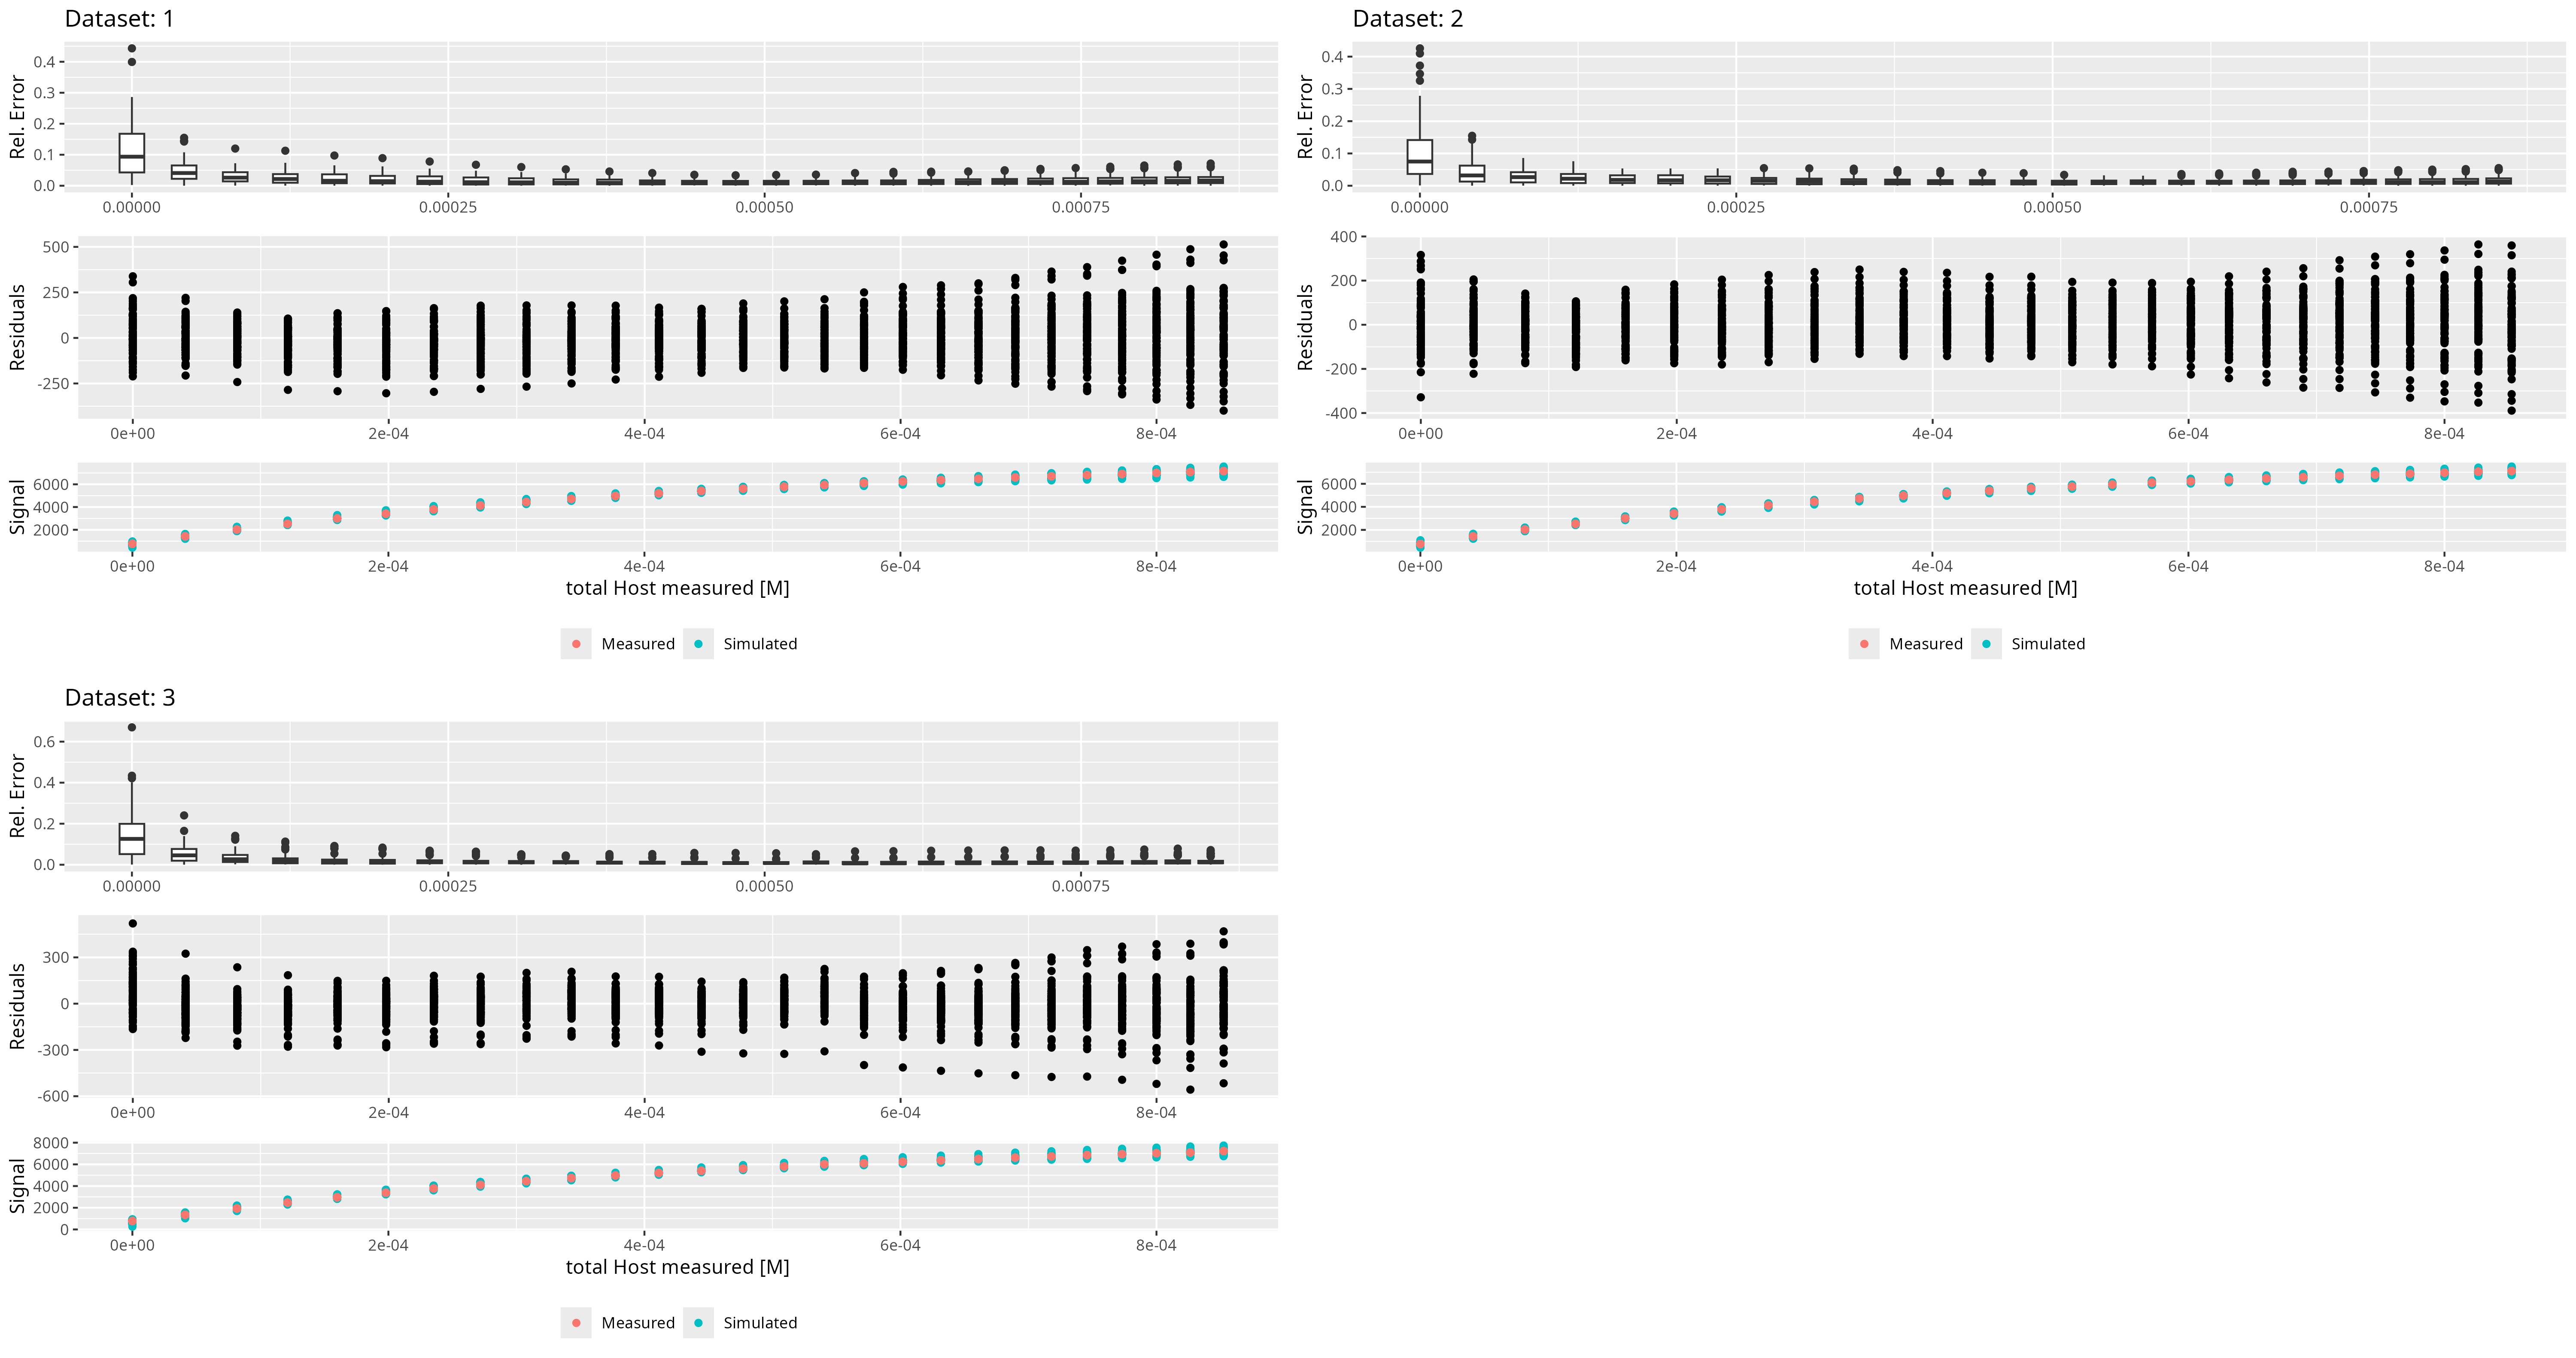 Dataset: 1
Rel. Error
0.4
0.3
0.2
0.1
0.0
0.00000 0.00025 0.00050 0.00075
Residuals
500
250
0
-250
0e+00 2e-04 4e-04 6e-04 8e-04
Signal
6000
4000
2000
0e+00 2e-04 4e-04 6e-04 8e-04
total Host measured [M]
Measured Simulated
Dataset: 2
Rel. Error
0.4
0.3
0.2
0.1
0.0
0.00000 0.00025 0.00050 0.00075
Residuals
400
200
0
-200
-400
0e+00 2e-04 4e-04 6e-04 8e-04
Signal
6000
4000
2000
0e+00 2e-04 4e-04 6e-04 8e-04
total Host measured [M]
Measured Simulated
Dataset: 3
Rel. Error
0.6
0.4
0.2
0.0
0.00000 0.00025 0.00050 0.00075
Residuals
300
0
-300
-600
0e+00 2e-04 4e-04 6e-04 8e-04
Signal
8000
6000
4000
2000
0
0e+00 2e-04 4e-04 6e-04 8e-04
total Host measured [M]
Measured Simulated